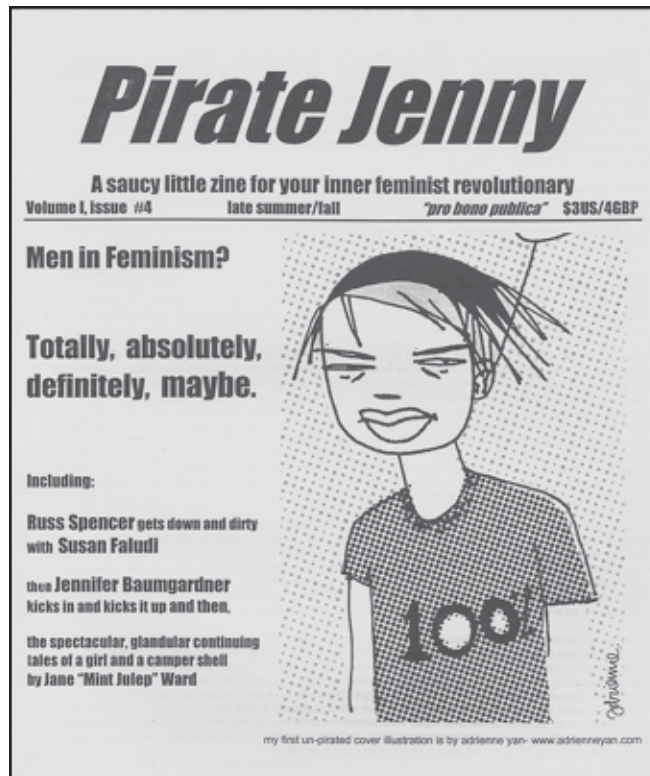 Pirate Jenny
A saucy little zine for your inner feminist revolutionary
Volume I, issue #4 late summer/fall "pro bono publica" $3US/4GBP
Men in Feminism?
Totally, absolutely,
definitely, maybe.
Including:
Russ Spencer gets down and dirty
with Susan Faludi
then Jennifer Baumgardner
kicks in and kicks it up and then,
the spectacular, glandular continuing
tales of a girl and a camper shell
by Jane "Mint Julep" Ward
100%
adrienne
my first un-pirated cover illustration is by adrienne yan- www.adrienneyan.com